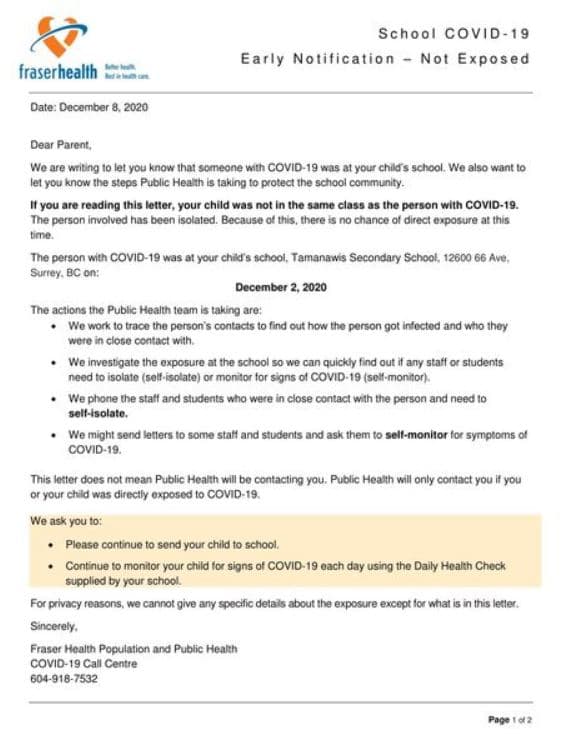 School COVID-19
Early Notification – Not Exposed
fraserhealth
Better health.
Best in health care.
Date: December 8, 2020
Dear Parent,
We are writing to let you know that someone with COVID-19 was at your child's school. We also want to
let you know the steps Public Health is taking to protect the school community.
If you are reading this letter, your child was not in the same class as the person with COVID-19.
The person involved has been isolated. Because of this, there is no chance of direct exposure at this
time.
The person with COVID-19 was at your child's school, Tamanawis Secondary School, 12600 66 Ave,
Surrey, BC on:
December 2, 2020
The actions the Public Health team is taking are:
• We work to trace the person's contacts to find out how the person got infected and who they
were in close contact with.
• We investigate the exposure at the school so we can quickly find out if any staff or students
need to isolate (self-isolate) or monitor for signs of COVID-19 (self-monitor).
• We phone the staff and students who were in close contact with the person and need to
self-isolate.
• We might send letters to some staff and students and ask them to self-monitor for symptoms of
COVID-19.
This letter does not mean Public Health will be contacting you. Public Health will only contact you if you
or your child was directly exposed to COVID-19.
We ask you to:
• Please continue to send your child to school.
• Continue to monitor your child for signs of COVID-19 each day using the Daily Health Check
supplied by your school.
For privacy reasons, we cannot give any specific details about the exposure except for what is in this letter.
Sincerely,
Fraser Health Population and Public Health
COVID-19 Call Centre
604-918-7532
Page 1 of 2